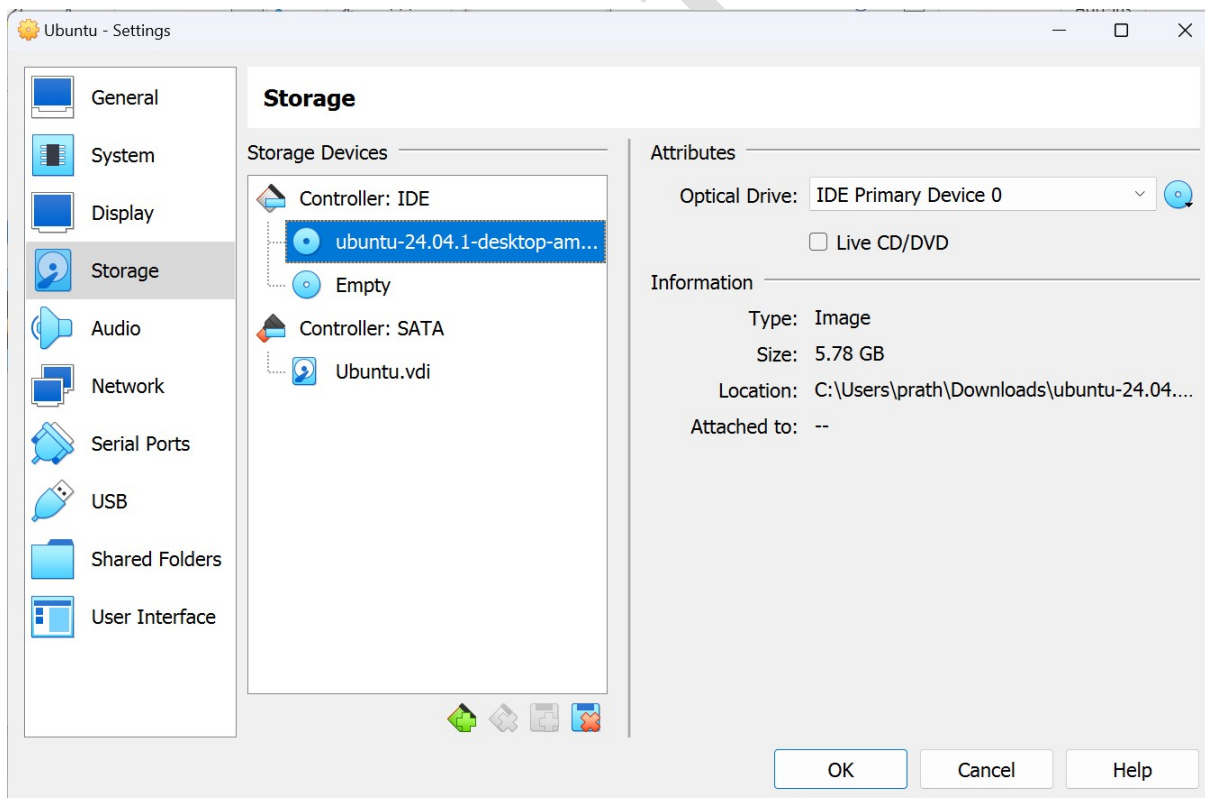 Ubuntu - Settings
General
System
Display
Storage
Audio
Network
Serial Ports
USB
Shared Folders
User Interface
Storage
Storage Devices
Controller: IDE
ubuntu-24.04.1-desktop-am...
Empty
Controller: SATA
Ubuntu.vdi
Attributes
Optical Drive: IDE Primary Device 0
Live CD/DVD
Information
Type: Image
Size: 5.78 GB
Location: C:\Users\prath\Downloads\ubuntu-24.04....
Attached to: --
OK Cancel Help